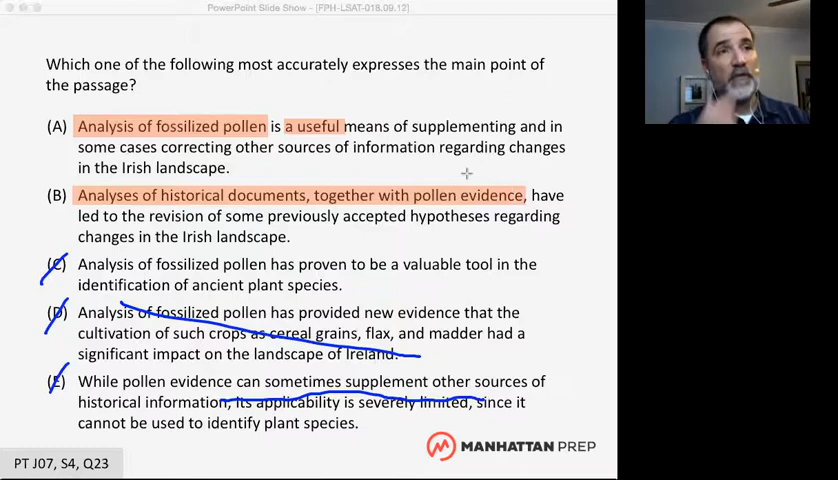 PowerPoint Slide Show - [FPH-LSAT-018.09.12]
Which one of the following most accurately expresses the main point of
the passage?
(A) Analysis of fossilized pollen is a useful means of supplementing and in
some cases correcting other sources of information regarding changes
in the Irish landscape.
(B) Analyses of historical documents, together with pollen evidence, have
led to the revision of some previously accepted hypotheses regarding
changes in the Irish landscape.
(C) Analysis of fossilized pollen has proven to be a valuable tool in the
identification of ancient plant species.
(D) Analysis of fossilized pollen has provided new evidence that the
cultivation of such crops as cereal grains, flax, and madder had a
significant impact on the landscape of Ireland.
(E) While pollen evidence can sometimes supplement other sources of
historical information, its applicability is severely limited, since it
cannot be used to identify plant species.
MANHATTAN PREP
PT J07, S4, Q23